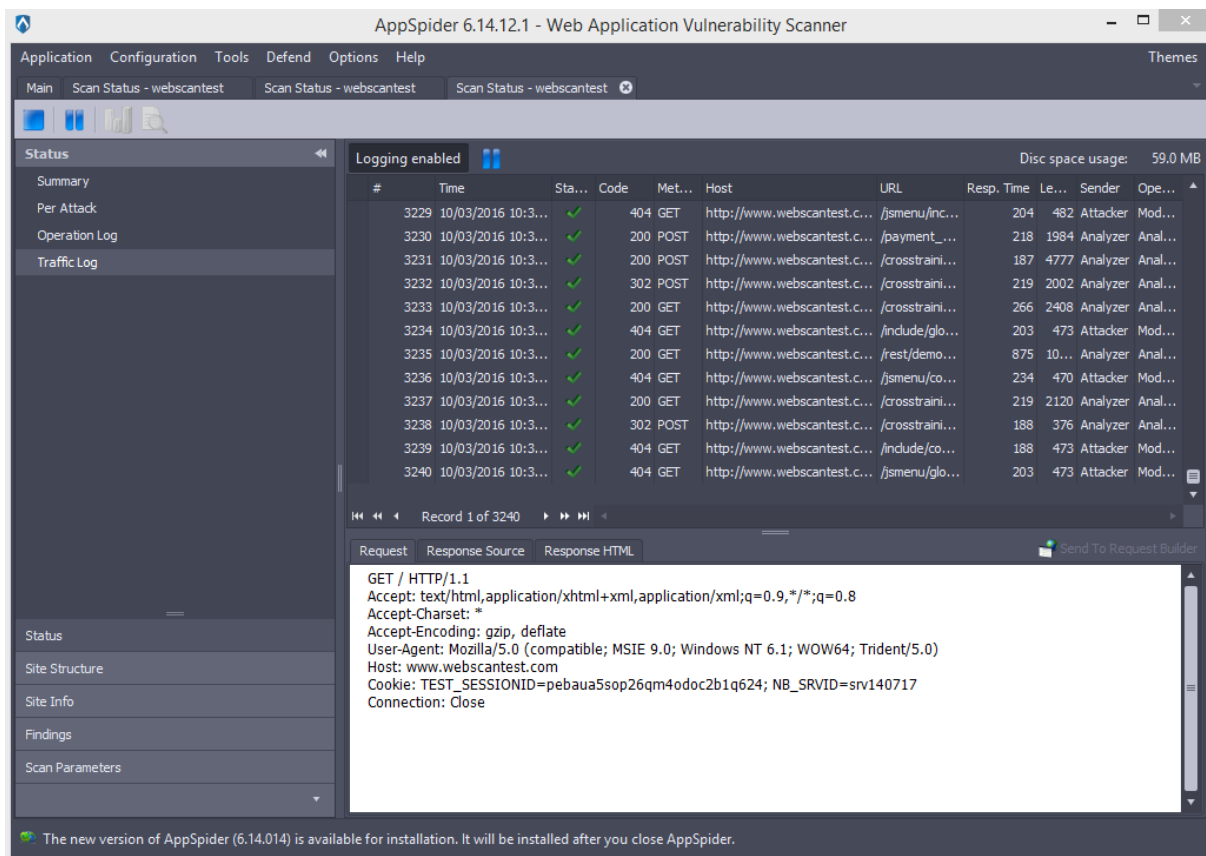 AppSpider 6.14.12.1 - Web Application Vulnerability Scanner
Application Configuration Tools Defend Options Help Themes
Main Scan Status - webscantest Scan Status - webscantest Scan Status - webscantest
Status
Summary
Per Attack
Operation Log
Traffic Log
Status
Site Structure
Site Info
Findings
Scan Parameters
Logging enabled Disc space usage: 59.0 MB
# Time Sta... Code Met... Host URL Resp. Time Le... Sender Ope...
3229 10/03/2016 10:3... 404 GET http://www.webscantest.c... /jsmenu/inc... 204 482 Attacker Mod...
3230 10/03/2016 10:3... 200 POST http://www.webscantest.c... /payment_... 218 1984 Analyzer Anal...
3231 10/03/2016 10:3... 200 POST http://www.webscantest.c... /crosstraini... 187 4777 Analyzer Anal...
3232 10/03/2016 10:3... 302 POST http://www.webscantest.c... /crosstraini... 219 2002 Analyzer Anal...
3233 10/03/2016 10:3... 200 GET http://www.webscantest.c... /crosstraini... 266 2408 Analyzer Anal...
3234 10/03/2016 10:3... 404 GET http://www.webscantest.c... /include/glo... 203 473 Attacker Mod...
3235 10/03/2016 10:3... 200 GET http://www.webscantest.c... /rest/demo... 875 10... Analyzer Anal...
3236 10/03/2016 10:3... 404 GET http://www.webscantest.c... /jsmenu/co... 234 470 Attacker Mod...
3237 10/03/2016 10:3... 200 GET http://www.webscantest.c... /crosstraini... 219 2120 Analyzer Anal...
3238 10/03/2016 10:3... 302 POST http://www.webscantest.c... /crosstraini... 188 376 Analyzer Anal...
3239 10/03/2016 10:3... 404 GET http://www.webscantest.c... /include/co... 188 473 Attacker Mod...
3240 10/03/2016 10:3... 404 GET http://www.webscantest.c... /jsmenu/glo... 203 473 Attacker Mod...
Record 1 of 3240
Request Response Source Response HTML Send To Request Builder
GET / HTTP/1.1
Accept: text/html,application/xhtml+xml,application/xml;q=0.9,*/*;q=0.8
Accept-Charset: *
Accept-Encoding: gzip, deflate
User-Agent: Mozilla/5.0 (compatible; MSIE 9.0; Windows NT 6.1; WOW64; Trident/5.0)
Host: www.webscantest.com
Cookie: TEST_SESSIONID=pebaua5sop26qm4odoc2b1q624; NB_SRVID=srv140717
Connection: Close
The new version of AppSpider (6.14.014) is available for installation. It will be installed after you close AppSpider.